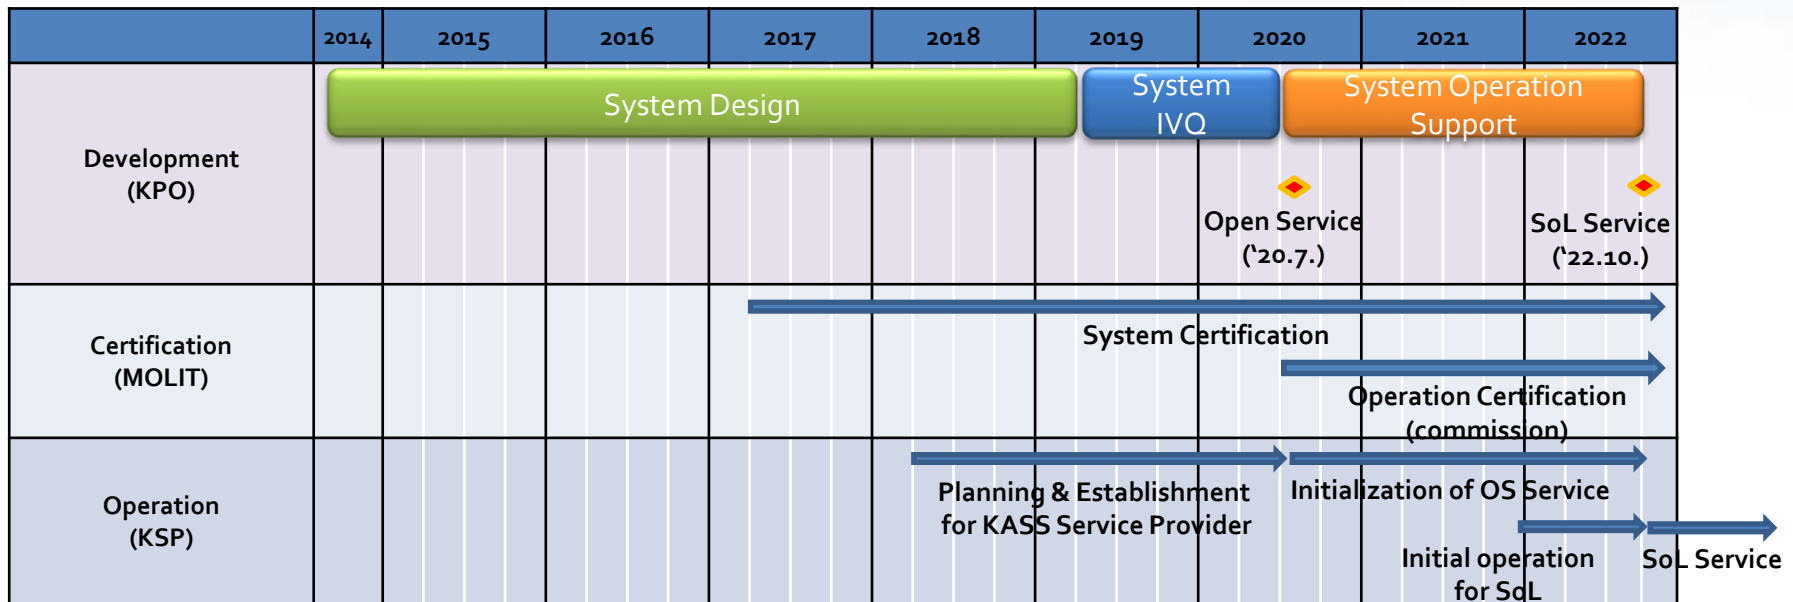 2014 2015 2016 2017 2018 2019 2020 2021 2022
Development
(KPO)
System Design
System
IVQ
System Operation
Support
Open Service
(‘20.7.)
SoL Service
(‘22.10.)
Certification
(MOLIT)
System Certification
Operation Certification
(commission)
Operation
(KSP)
Planning & Establishment
for KASS Service Provider
Initialization of OS Service
Initial operation
for SoL
SoL Service